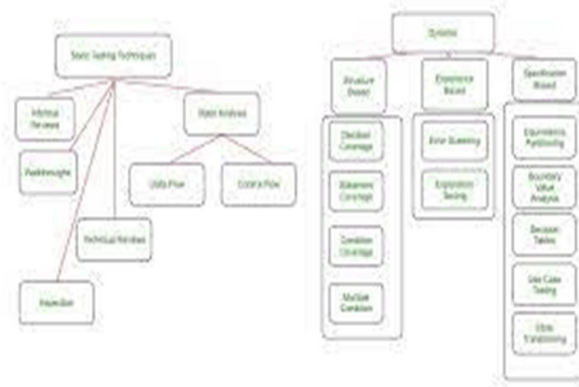 Static Testing Techniques
Informal
Reviews
Walkthroughs
Static Analysis
Data Flow
Control Flow
Technical Reviews
Inspection
Dynamic
Structure
Based
Experience
Based
Specification
Based
Decision
Coverage
Statement
Coverage
Condition
Coverage
Multiple
Condition
Error Guessing
Exploratory
Testing
Equivalence
Partitioning
Boundary
Value
Analysis
Decision
Tables
Use Case
Testing
State
Transitioning